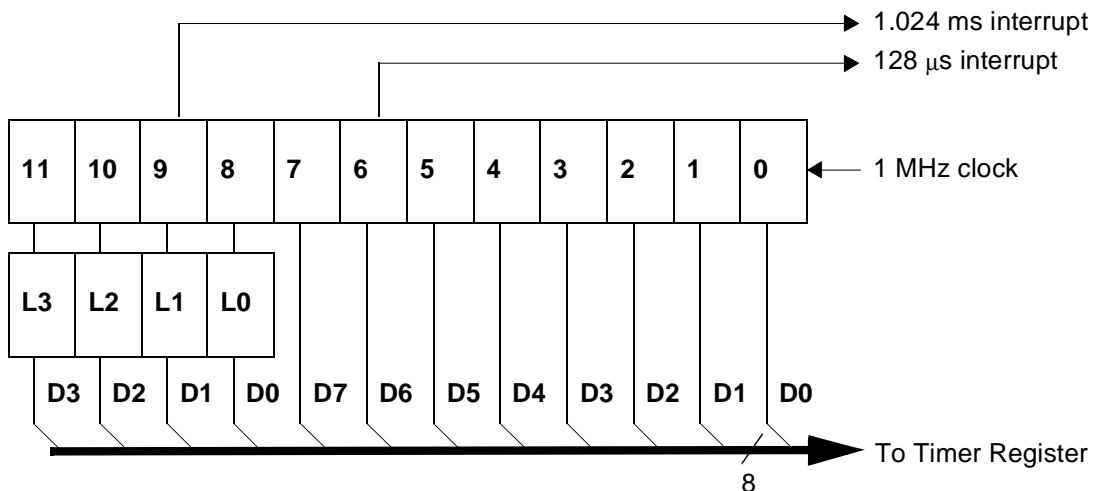 1.024 ms interrupt
128 μs interrupt
11 10 9 8 7 6 5 4 3 2 1 0
1 MHz clock
L3 L2 L1 L0
D3 D2 D1 D0 D7 D6 D5 D4 D3 D2 D1 D0
To Timer Register
8